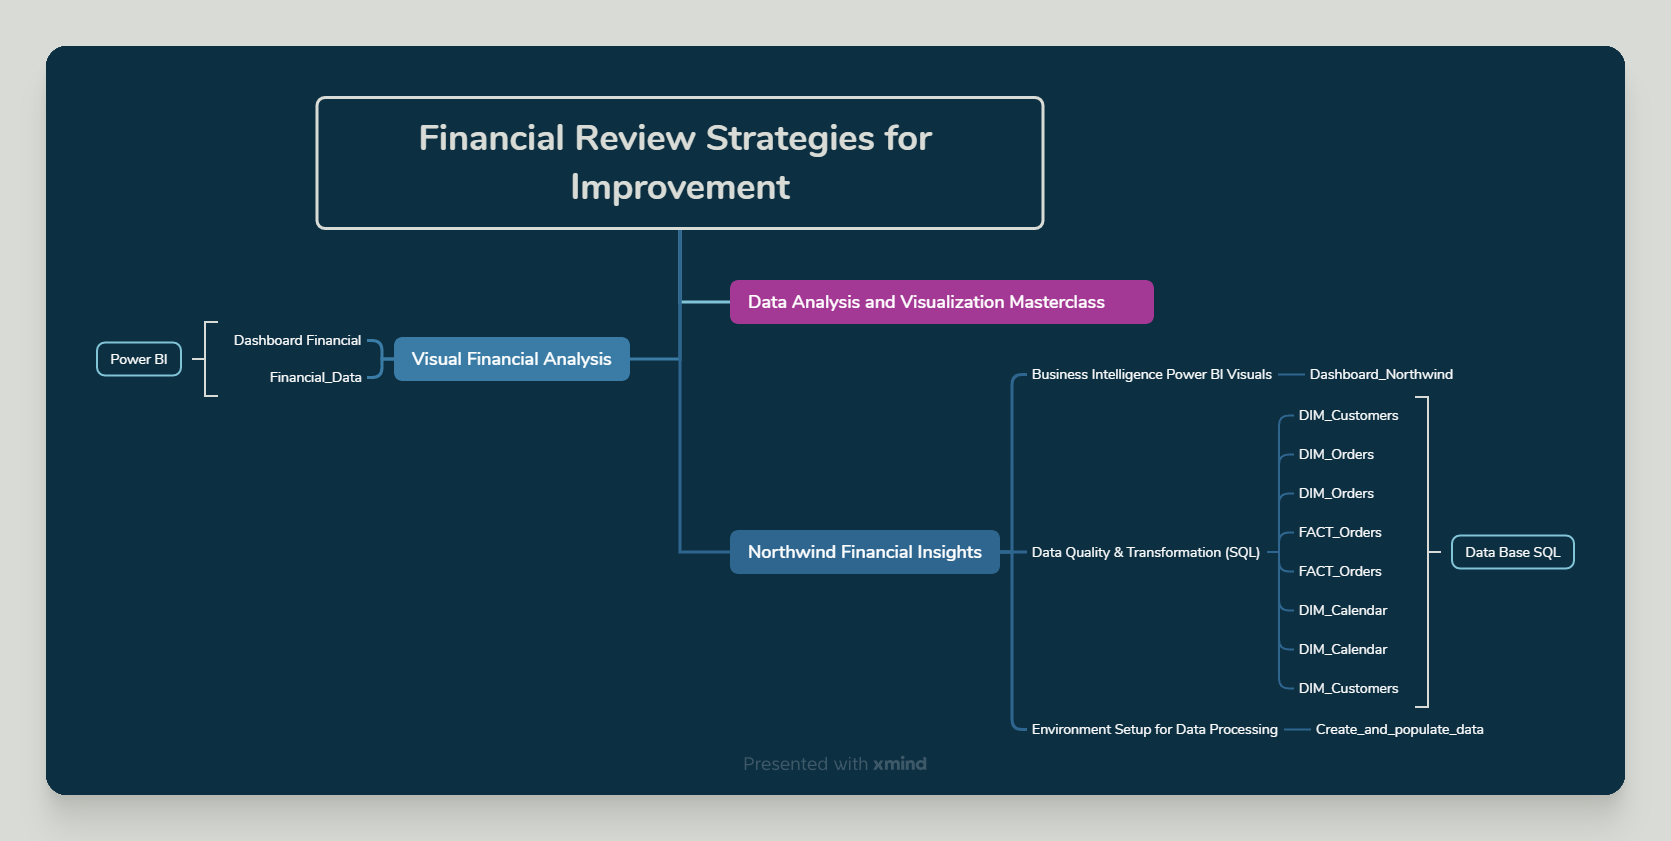 Financial Review Strategies for
Improvement
Data Analysis and Visualization Masterclass
Power BI
Dashboard Financial
Financial_Data
Visual Financial Analysis
Northwind Financial Insights
Business Intelligence Power BI Visuals
Dashboard_Northwind
Data Quality & Transformation (SQL)
DIM_Customers
DIM_Orders
DIM_Orders
FACT_Orders
FACT_Orders
DIM_Calendar
DIM_Calendar
DIM_Customers
Data Base SQL
Environment Setup for Data Processing
Create_and_populate_data
Presented with xmind